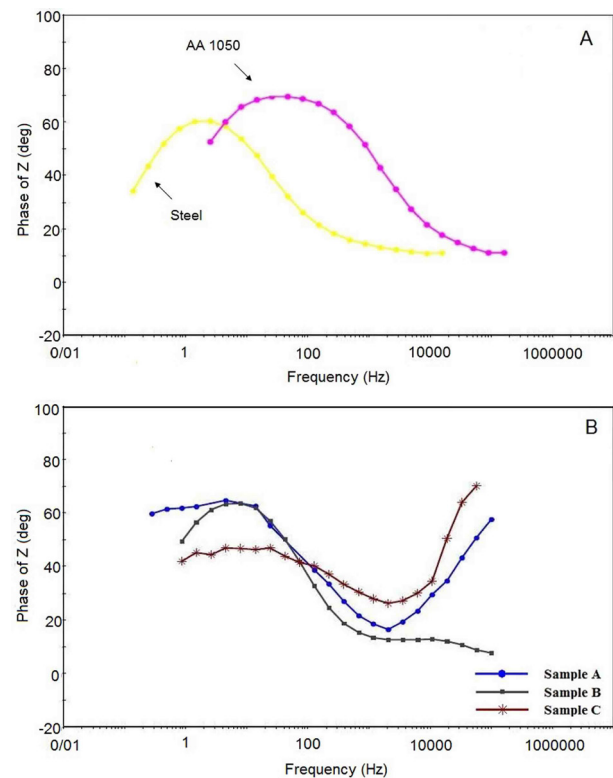 100
A
AA 1050
80
60
40
Steel
20
0
-20
0/01
1
100
10000
1000000
Phase of Z (deg)
Frequency (Hz)
100
B
80
60
40
20
0
Sample A
Sample B
Sample C
-20
0/01
1
100
10000
1000000
Phase of Z (deg)
Frequency (Hz)